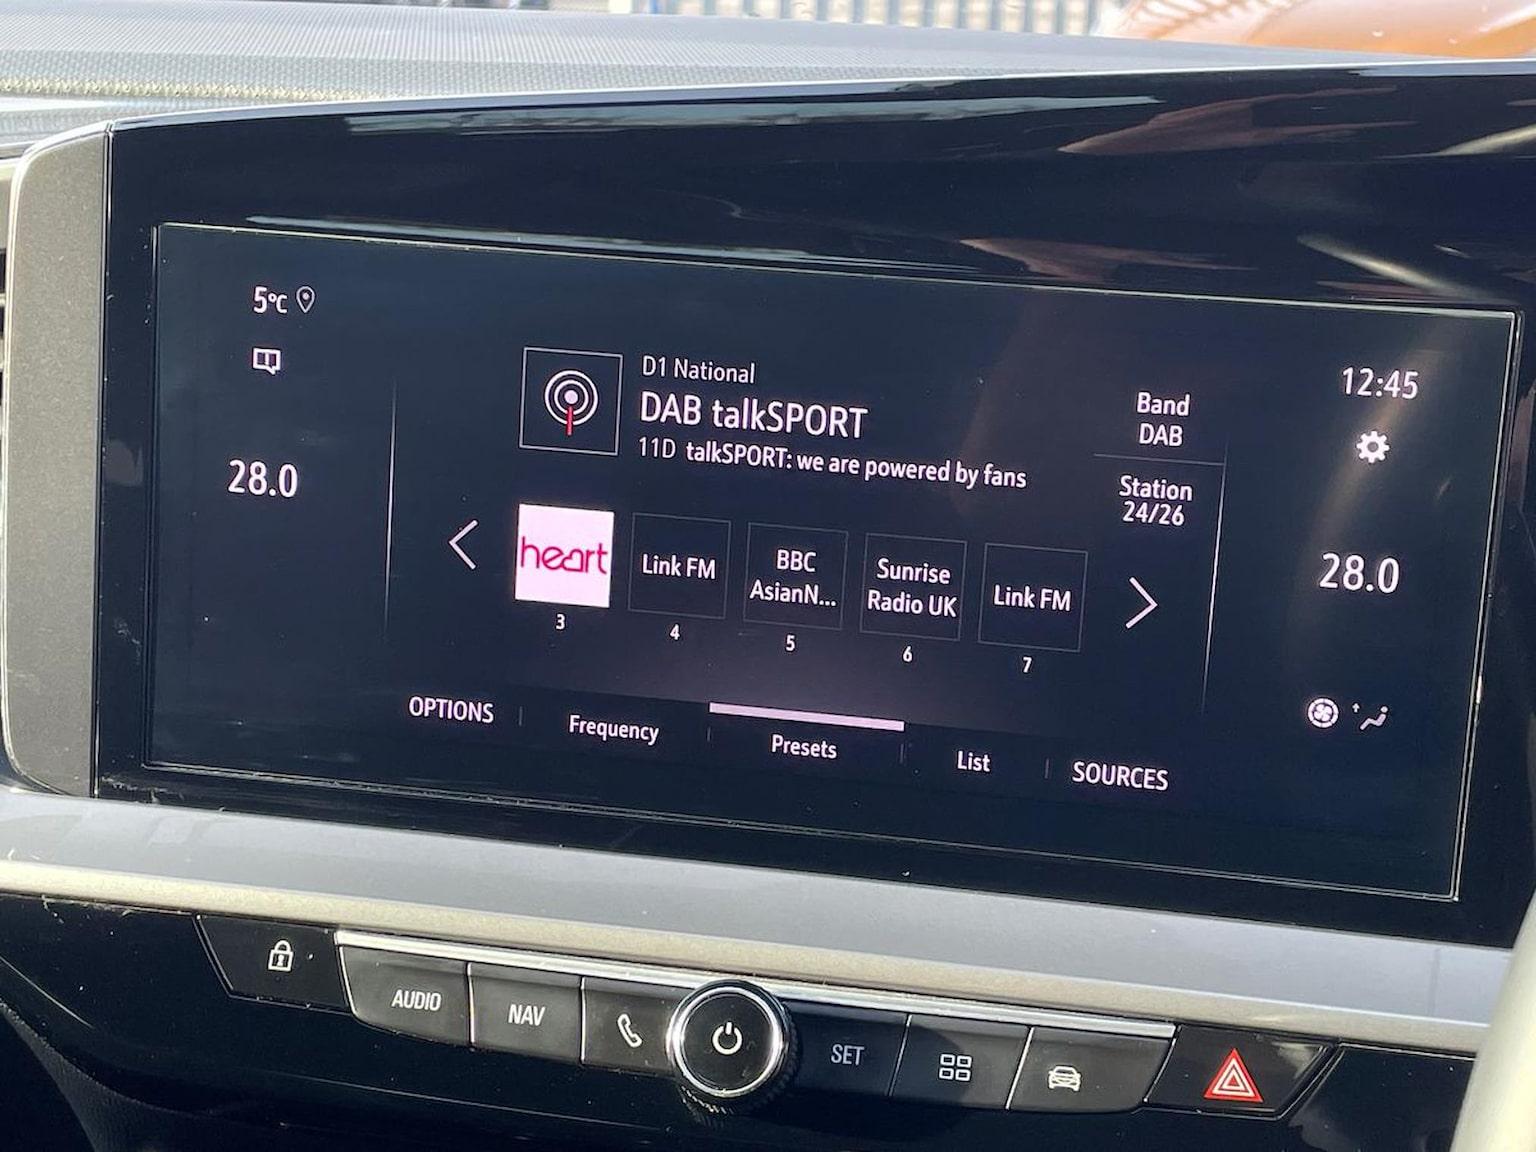 5°C
D1 National
DAB talkSPORT
11D talkSPORT: we are powered by fans
Band
DAB
Station
24/26
12:45
28.0
28.0
heart
3
Link FM
4
BBC
AsianN...
5
Sunrise
Radio UK
6
Link FM
7
OPTIONS
Frequency
Presets
List
SOURCES
AUDIO
NAV
SET